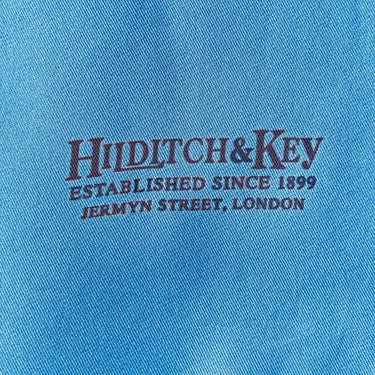 HILDITCH & KEY
ESTABLISHED SINCE 1899
JERMYN STREET, LONDON